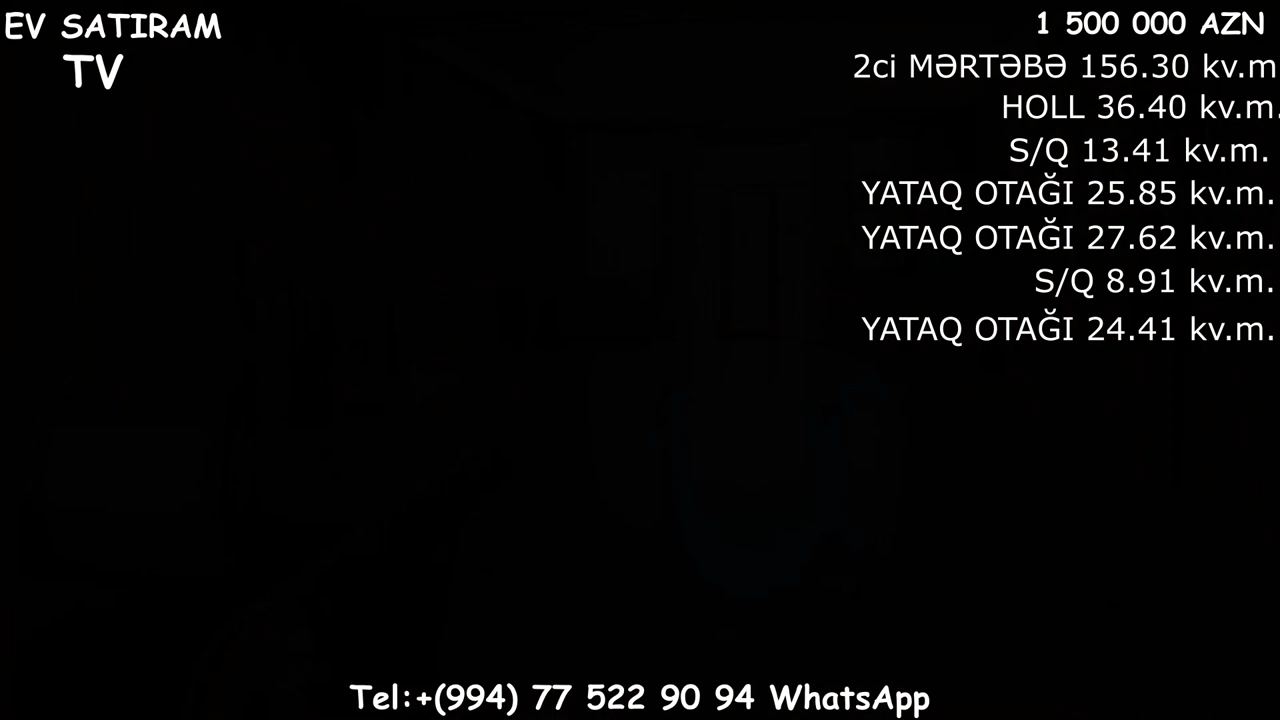 EV SATIRAM
TV
1 500 000 AZN
2ci MƏRTƏBƏ 156.30 kv.m
HOLL 36.40 kv.m.
S/Q 13.41 kv.m.
YATAQ OTAĞI 25.85 kv.m.
YATAQ OTAĞI 27.62 kv.m.
S/Q 8.91 kv.m.
YATAQ OTAĞI 24.41 kv.m.
Tel:+(994) 77 522 90 94 WhatsApp